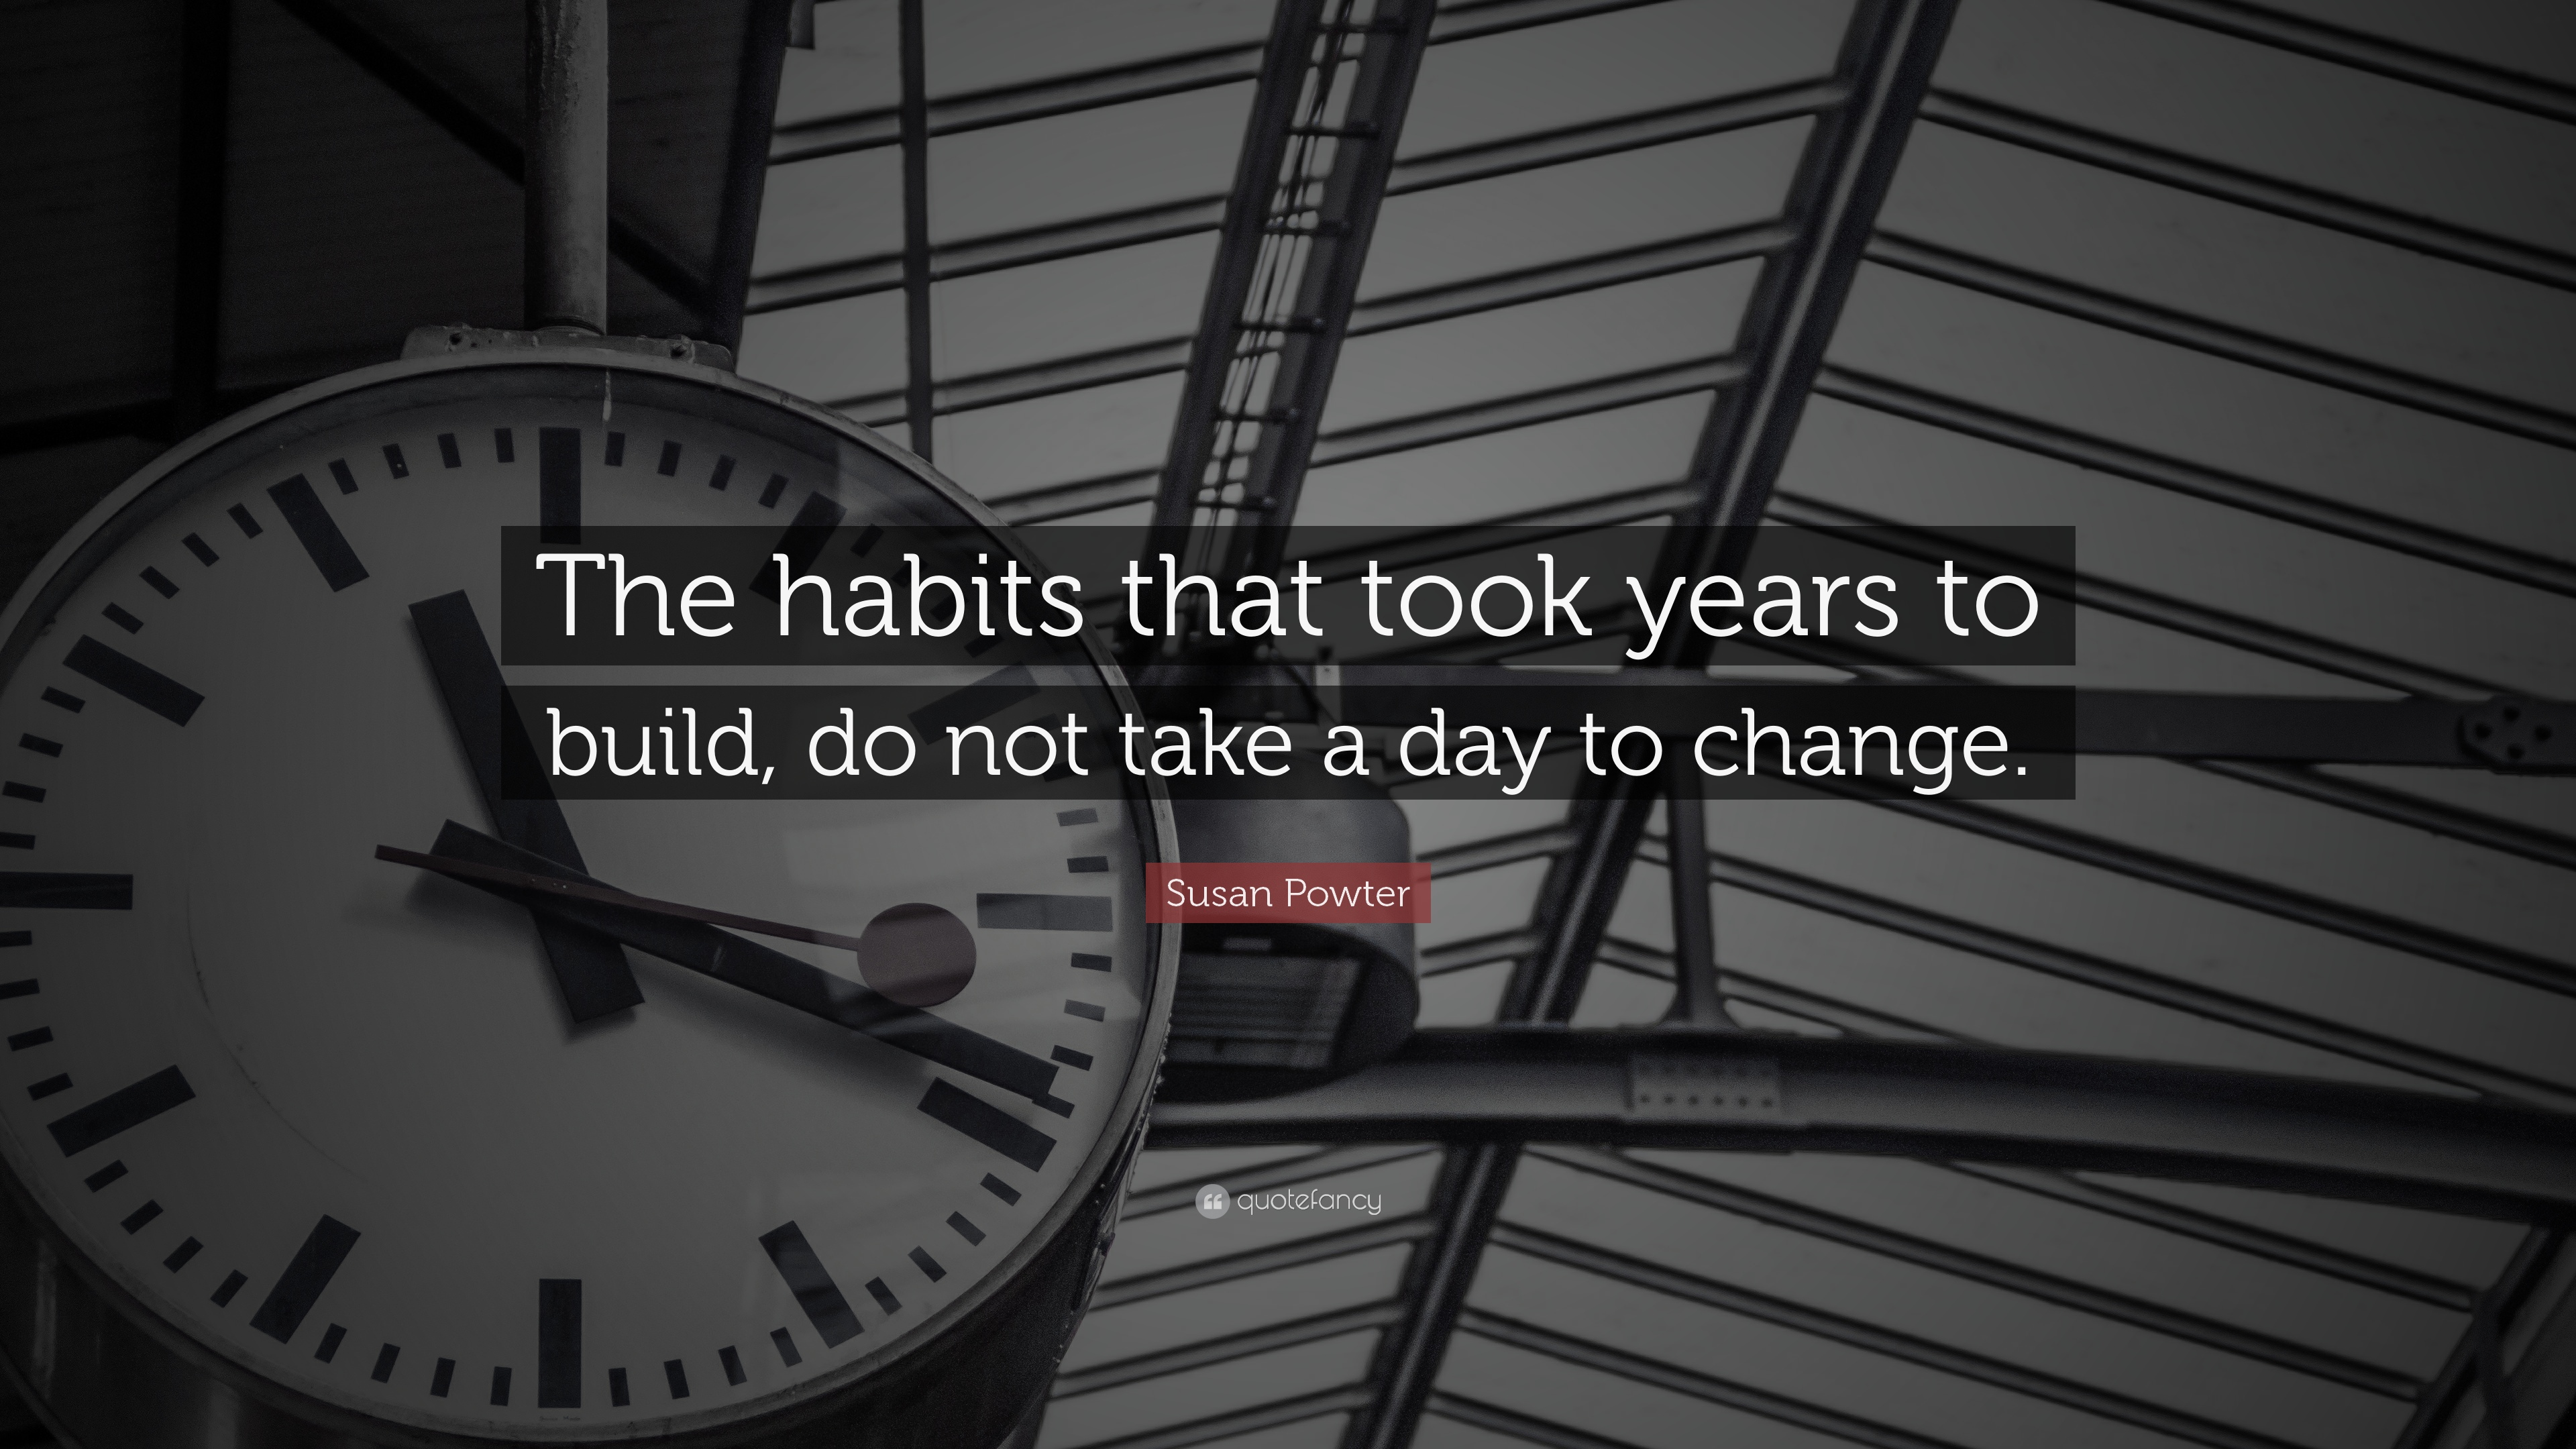 The habits that took years to
build, do not take a day to change.
Susan Powter
quotefancy